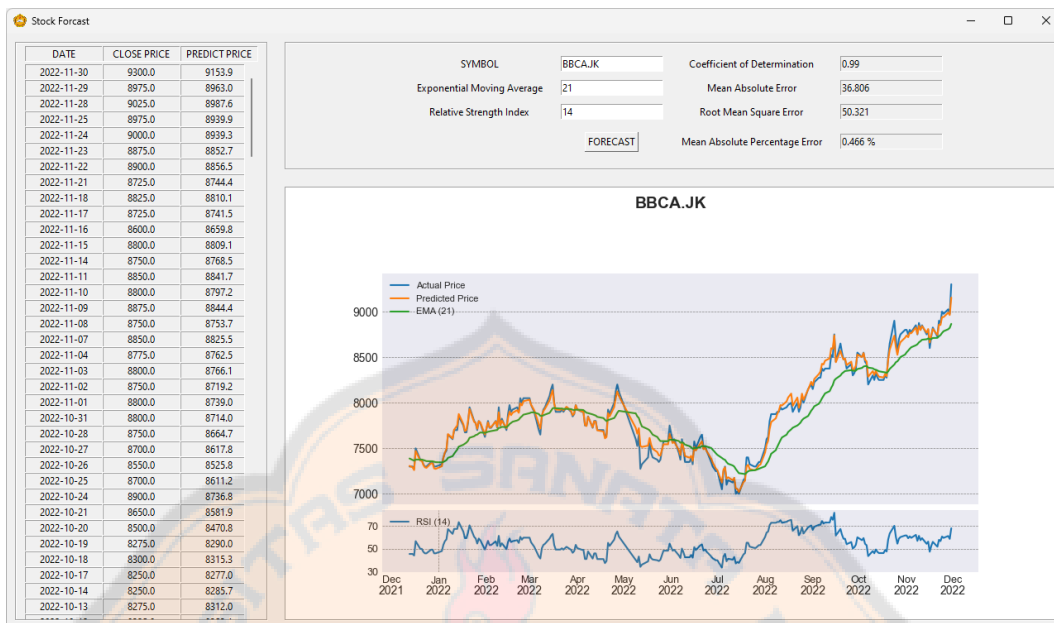 Stock Forcast
DATE CLOSE PRICE PREDICT PRICE
2022-11-30 9300.0 9153.9
2022-11-29 8975.0 8963.0
2022-11-28 9025.0 8987.6
2022-11-25 8975.0 8939.9
2022-11-24 9000.0 8939.3
2022-11-23 8875.0 8852.7
2022-11-22 8900.0 8856.5
2022-11-21 8725.0 8744.4
2022-11-18 8825.0 8810.1
2022-11-17 8725.0 8741.5
2022-11-16 8600.0 8659.8
2022-11-15 8800.0 8809.1
2022-11-14 8750.0 8768.5
2022-11-11 8850.0 8841.7
2022-11-10 8800.0 8797.2
2022-11-09 8875.0 8844.4
2022-11-08 8750.0 8753.7
2022-11-07 8850.0 8825.5
2022-11-04 8775.0 8762.5
2022-11-03 8800.0 8766.1
2022-11-02 8750.0 8719.2
2022-11-01 8800.0 8739.0
2022-10-31 8800.0 8714.0
2022-10-28 8750.0 8664.7
2022-10-27 8700.0 8617.8
2022-10-26 8550.0 8525.8
2022-10-25 8700.0 8611.2
2022-10-24 8900.0 8736.8
2022-10-21 8650.0 8581.9
2022-10-20 8500.0 8470.8
2022-10-19 8275.0 8290.0
2022-10-18 8300.0 8315.3
2022-10-17 8250.0 8277.0
2022-10-14 8250.0 8285.7
2022-10-13 8275.0 8312.0
SYMBOL BBCA.JK Coefficient of Determination 0.99
Exponential Moving Average 21 Mean Absolute Error 36.806
Relative Strength Index 14 Root Mean Square Error 50.321
FORECAST Mean Absolute Percentage Error 0.466 %
BBCA.JK
Actual Price
Predicted Price
EMA (21)
9000
8500
8000
7500
7000
RSI (14)
70
50
30
Dec Jan Feb Mar Apr May Jun Jul Aug Sep Oct Nov Dec
2021 2022 2022 2022 2022 2022 2022 2022 2022 2022 2022 2022 2022
SANATA